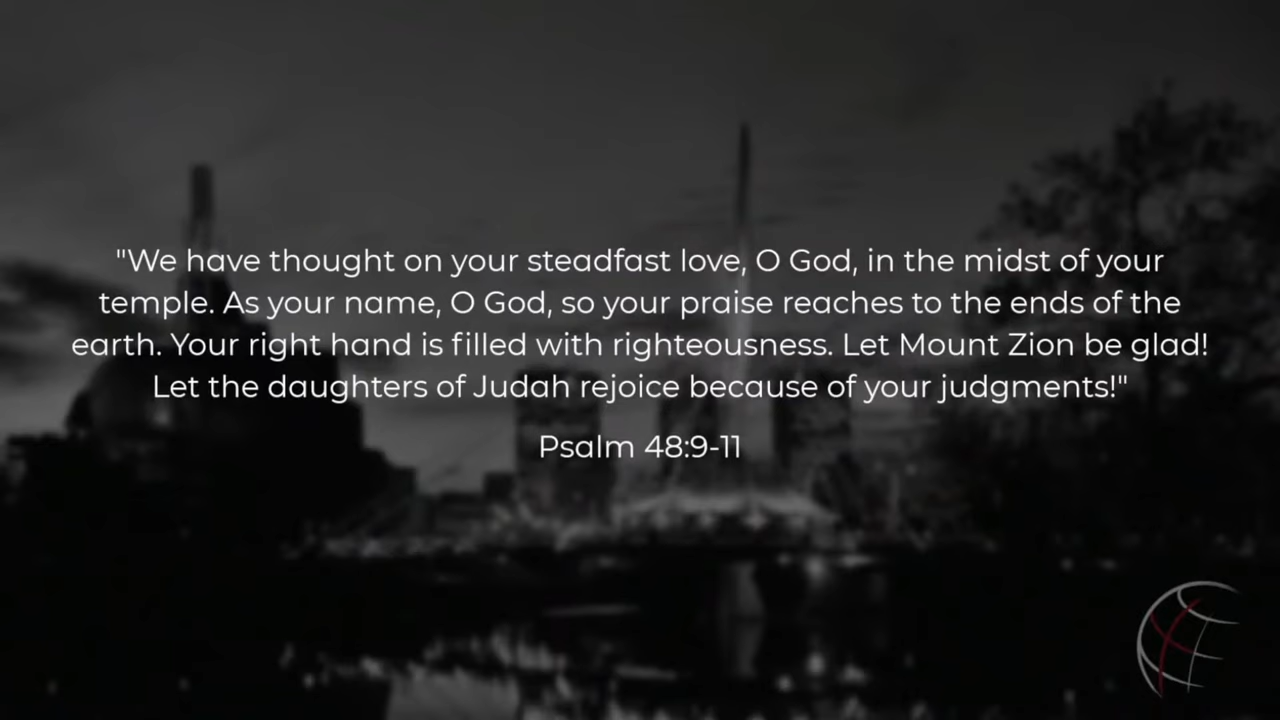 "We have thought on your steadfast love, O God, in the midst of your
temple. As your name, O God, so your praise reaches to the ends of the
earth. Your right hand is filled with righteousness. Let Mount Zion be glad!
Let the daughters of Judah rejoice because of your judgments!"
Psalm 48:9-11